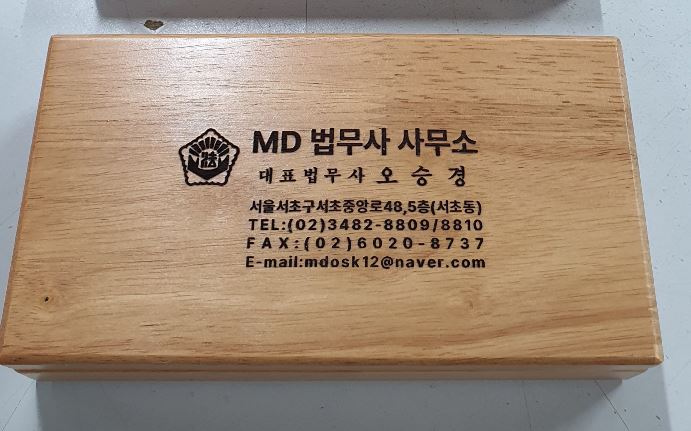 法
MD 법무사 사무소
대표법무사 오승경
서울서초구서초중앙로48,5층(서초동)
TEL:(02)3482-8809/8810
FAX:(02)6020-8737
E-mail:mdosk12@naver.com